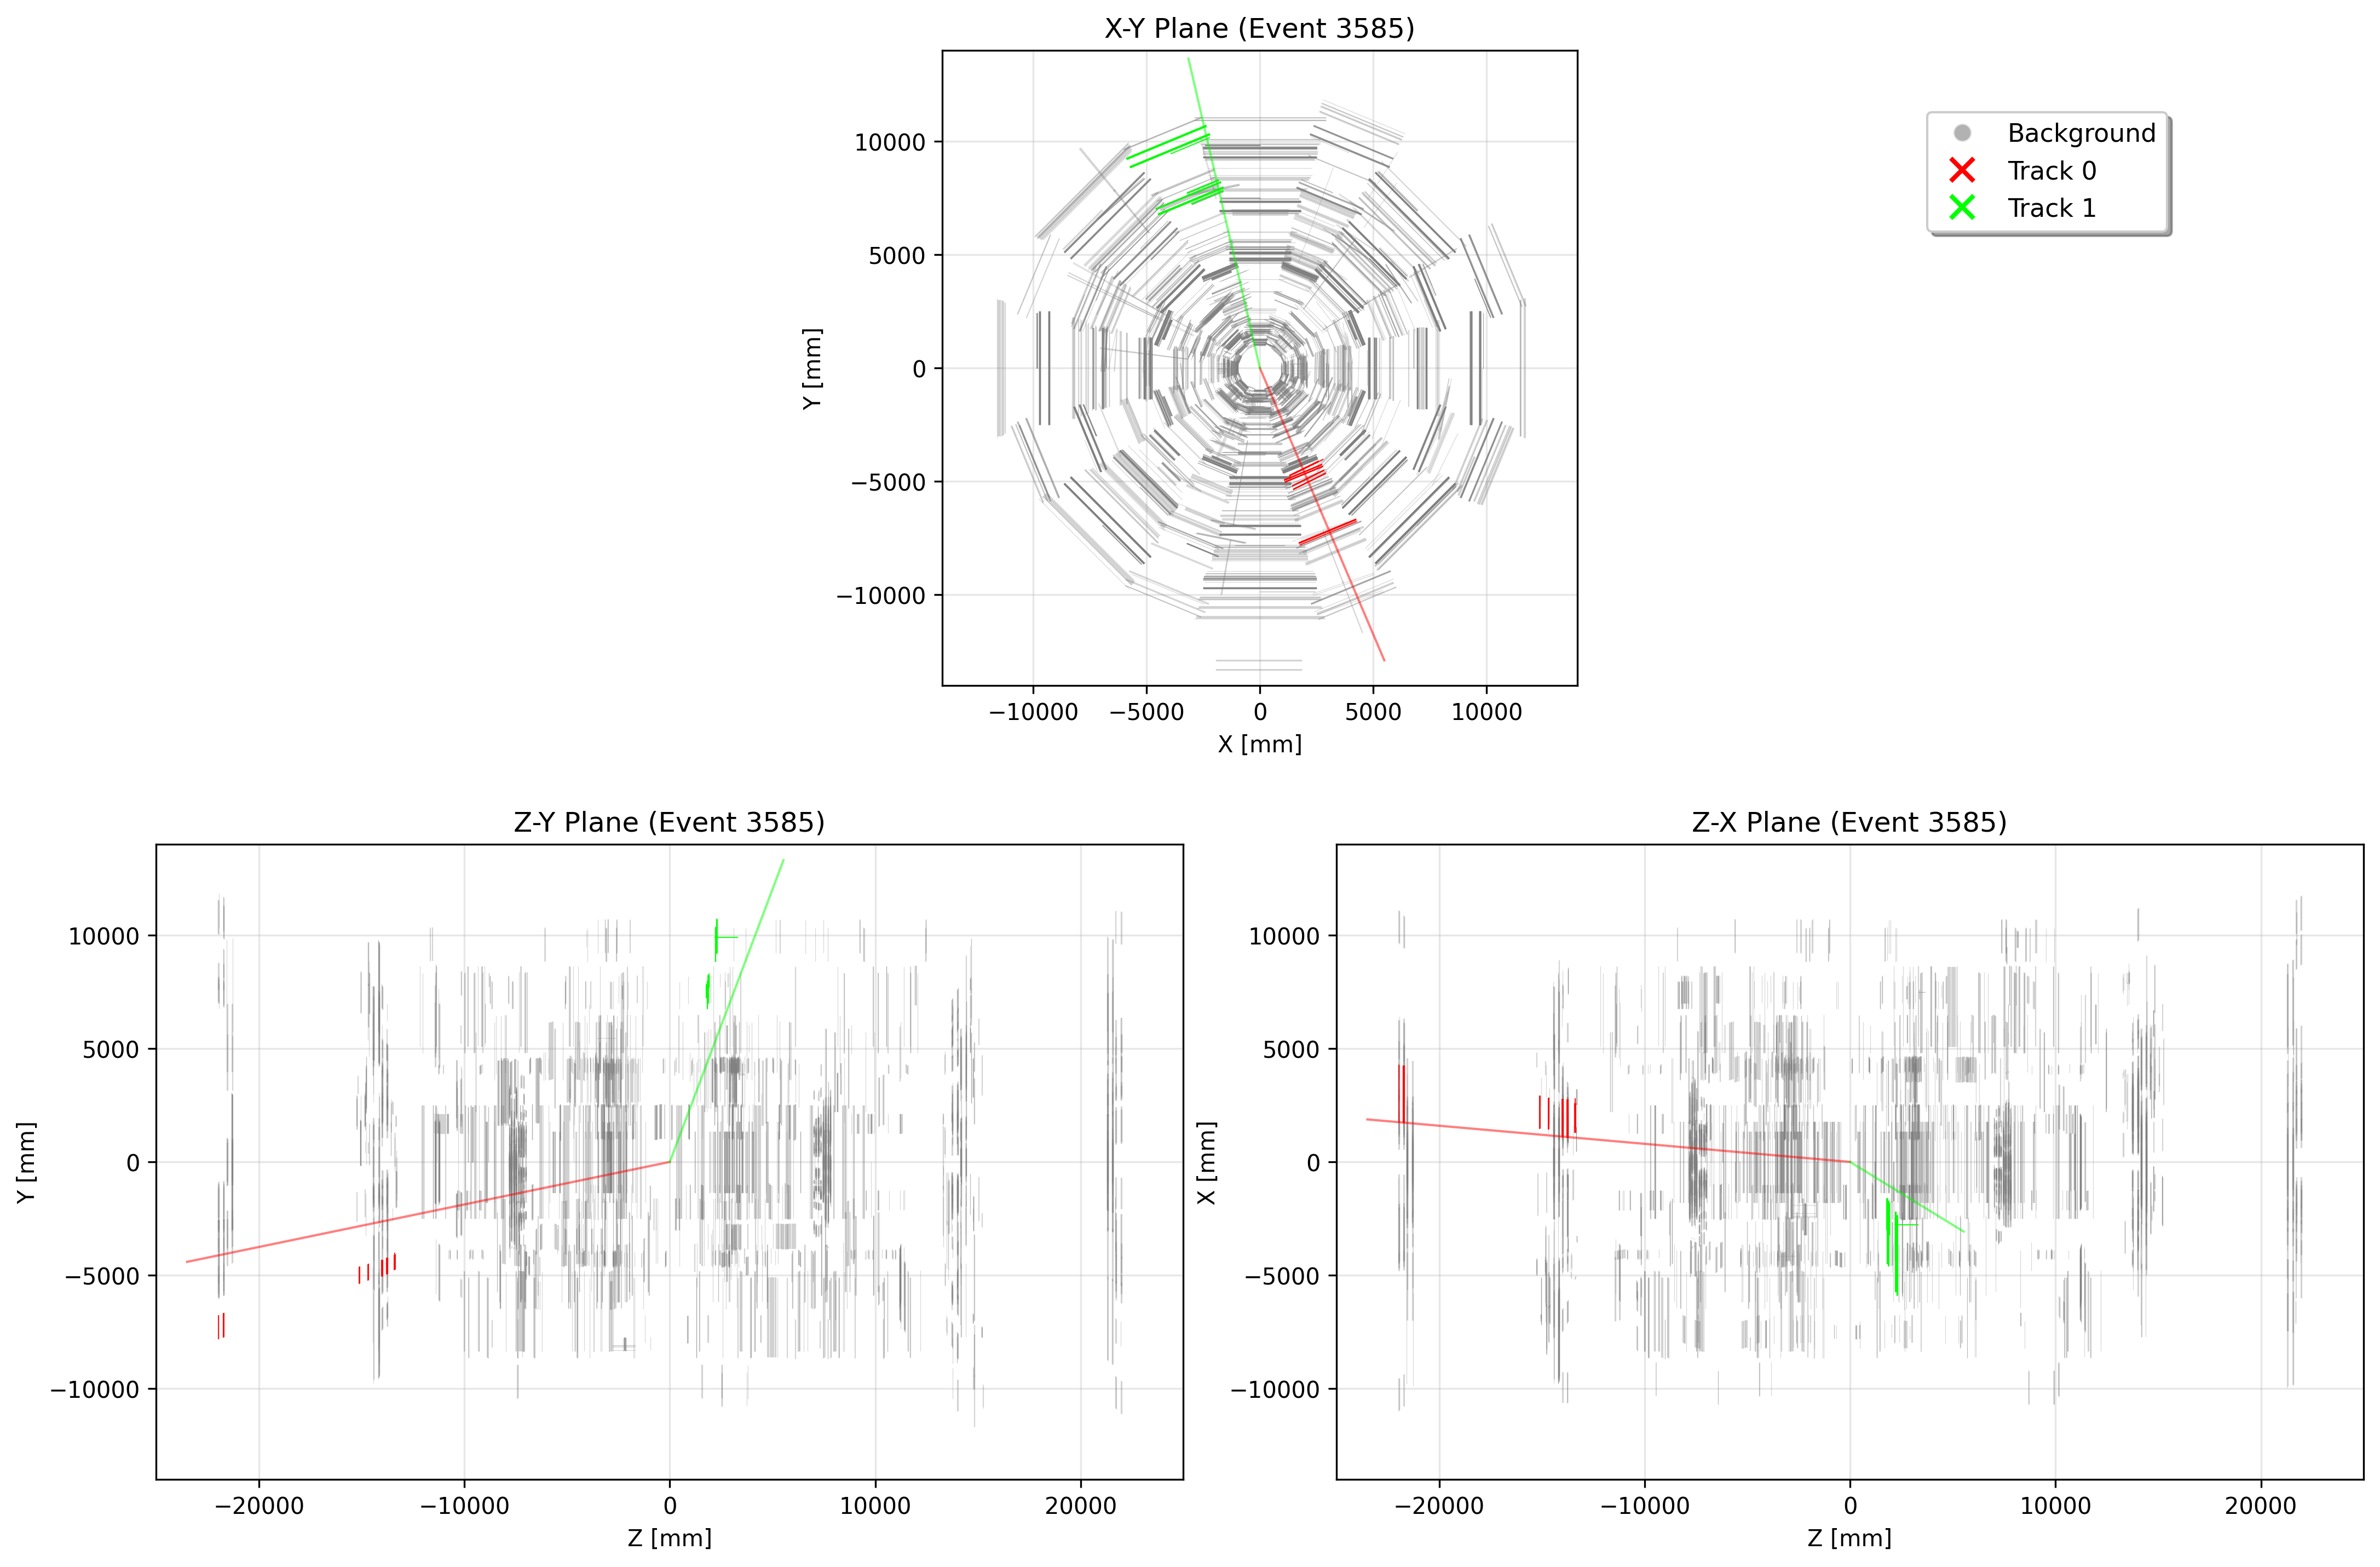 X-Y Plane (Event 3585)
Y [mm]
10000
5000
0
−5000
−10000
−10000 −5000 0 5000 10000
X [mm]
Background
Track 0
Track 1
Z-Y Plane (Event 3585)
Y [mm]
10000
5000
0
−5000
−10000
−20000 −10000 0 10000 20000
Z [mm]
Z-X Plane (Event 3585)
X [mm]
10000
5000
0
−5000
−10000
−20000 −10000 0 10000 20000
Z [mm]